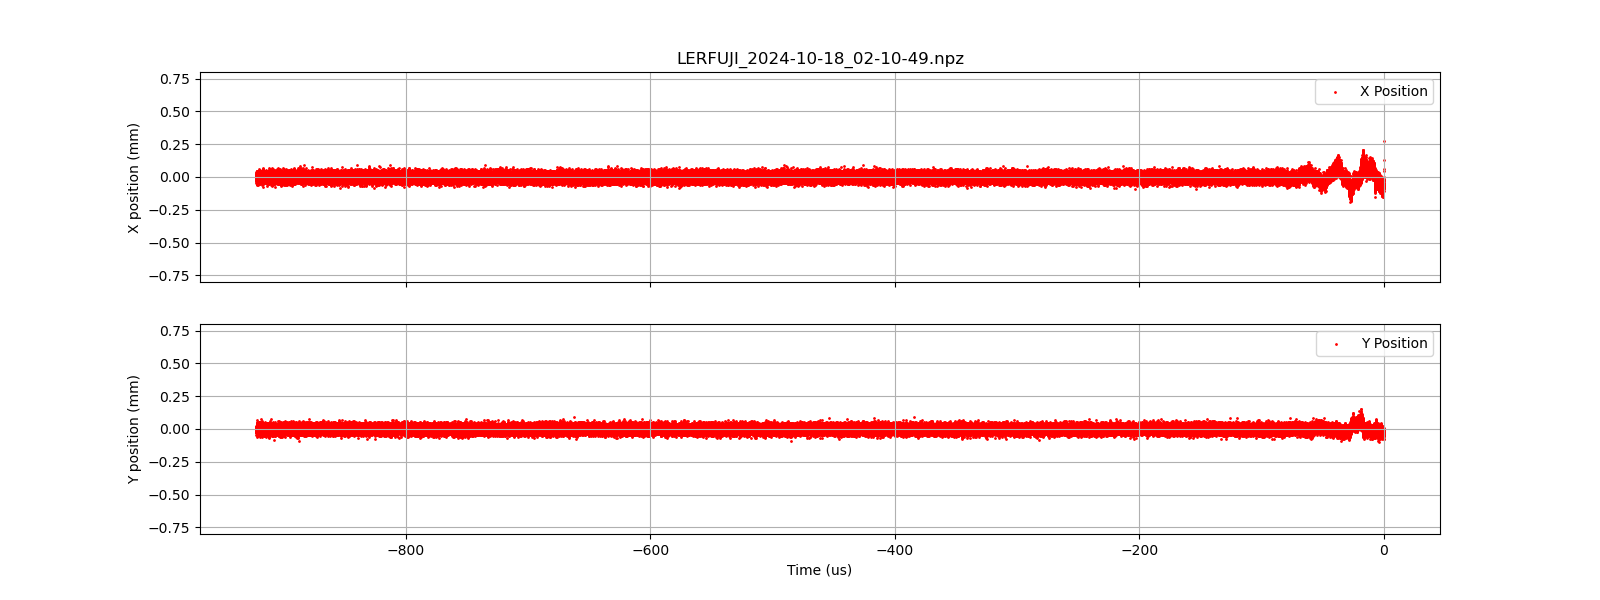 LERFUJI_2024-10-18_02-10-49.npz
X Position
X position (mm)
0.75
0.50
0.25
0.00
−0.25
−0.50
−0.75
Y Position
Y position (mm)
0.75
0.50
0.25
0.00
−0.25
−0.50
−0.75
−800 −600 −400 −200 0
Time (us)